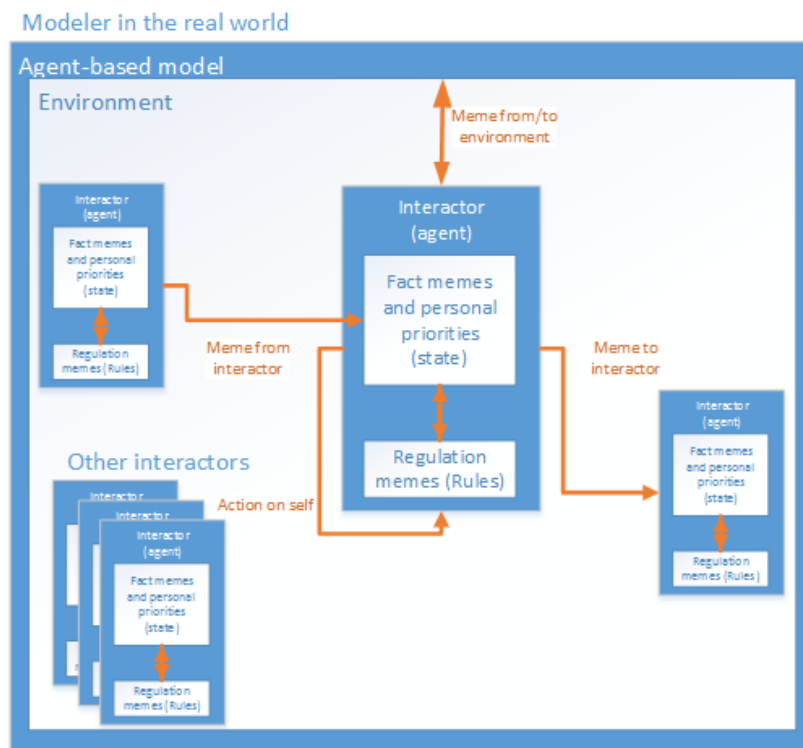 Modeler in the real world
Agent-based model
Environment
Meme from/to
environment
Interactor
(agent)
Fact memes
and personal
priorities
(state)
Regulation
memes (Rules)
Meme from
interactor
Interactor
(agent)
Fact memes
and personal
priorities
(state)
Regulation
memes (Rules)
Action on self
Meme to
interactor
Interactor
(agent)
Fact memes
and personal
priorities
(state)
Regulation
memes (Rules)
Other interactors
Interactor
Interactor
Interactor
(agent)
Fact memes
and personal
priorities
(state)
Regulation
memes (Rules)